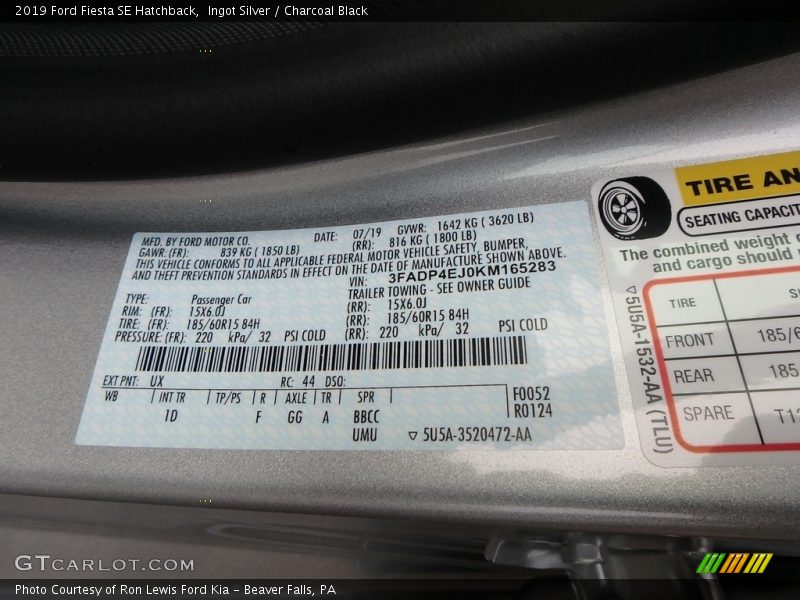 2019 Ford Fiesta SE Hatchback,  Ingot Silver / Charcoal Black
MFD. BY FORD MOTOR CO. DATE: 07/19 GVWR: 1642 KG ( 3620 LB)
GAWR: (FR): 839 KG ( 1850 LB) (RR): 816 KG ( 1800 LB)
THIS VEHICLE CONFORMS TO ALL APPLICABLE FEDERAL MOTOR VEHICLE SAFETY, BUMPER,
AND THEFT PREVENTION STANDARDS IN EFFECT ON THE DATE OF MANUFACTURE SHOWN ABOVE.
VIN: 3FADP4EJ0KM165283
TYPE: Passenger Car TRAILER TOWING - SEE OWNER GUIDE
RIM: (FR): 15X6.0J (RR): 15X6.0J
TIRE: (FR): 185/60R15 84H (RR): 185/60R15 84H
PRESSURE (FR): 220 kPa/ 32 PSI COLD (RR): 220 kPa/ 32 PSI COLD
EXT PNT: UX RC: 44 DSO:
WB | INT TR | TP/PS | R | AXLE | TR | SPR | F0052
1D F GG A BBCC R0124
UMU 5U5A-3520472-AA
TIRE AN
SEATING CAPACIT
The combined weight
and cargo should
5U5A-1532-AA (TLU)
TIRE
FRONT 185/6
REAR 185
SPARE T1
GTCARLOT.COM
Photo Courtesy of Ron Lewis Ford Kia – Beaver Falls, PA